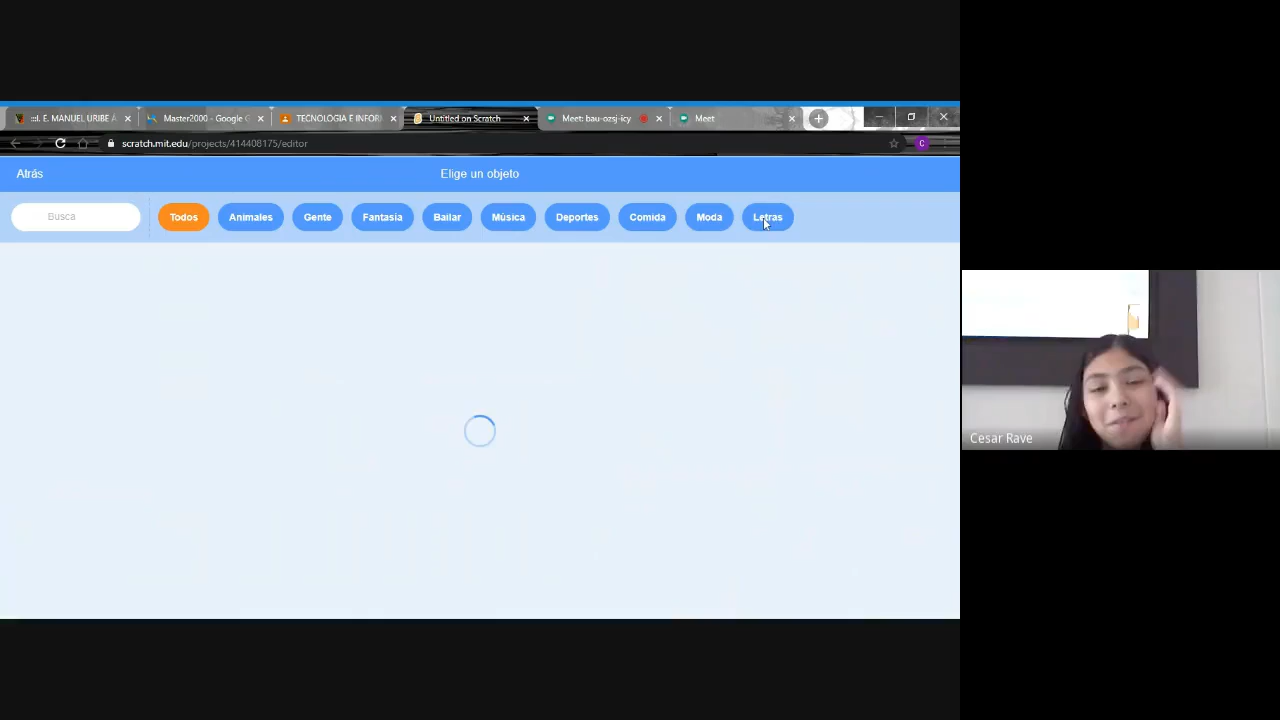 :::I. E. MANUEL URIBE Á
Master2000 - Google C
TECNOLOGIA E INFOR
Untitled on Scratch
Meet: bau-ozsj-icy
Meet
scratch.mit.edu/projects/414408175/editor
C
Atrás
Elige un objeto
Busca
Todos
Animales
Gente
Fantasía
Bailar
Música
Deportes
Comida
Moda
Letras
Cesar Rave